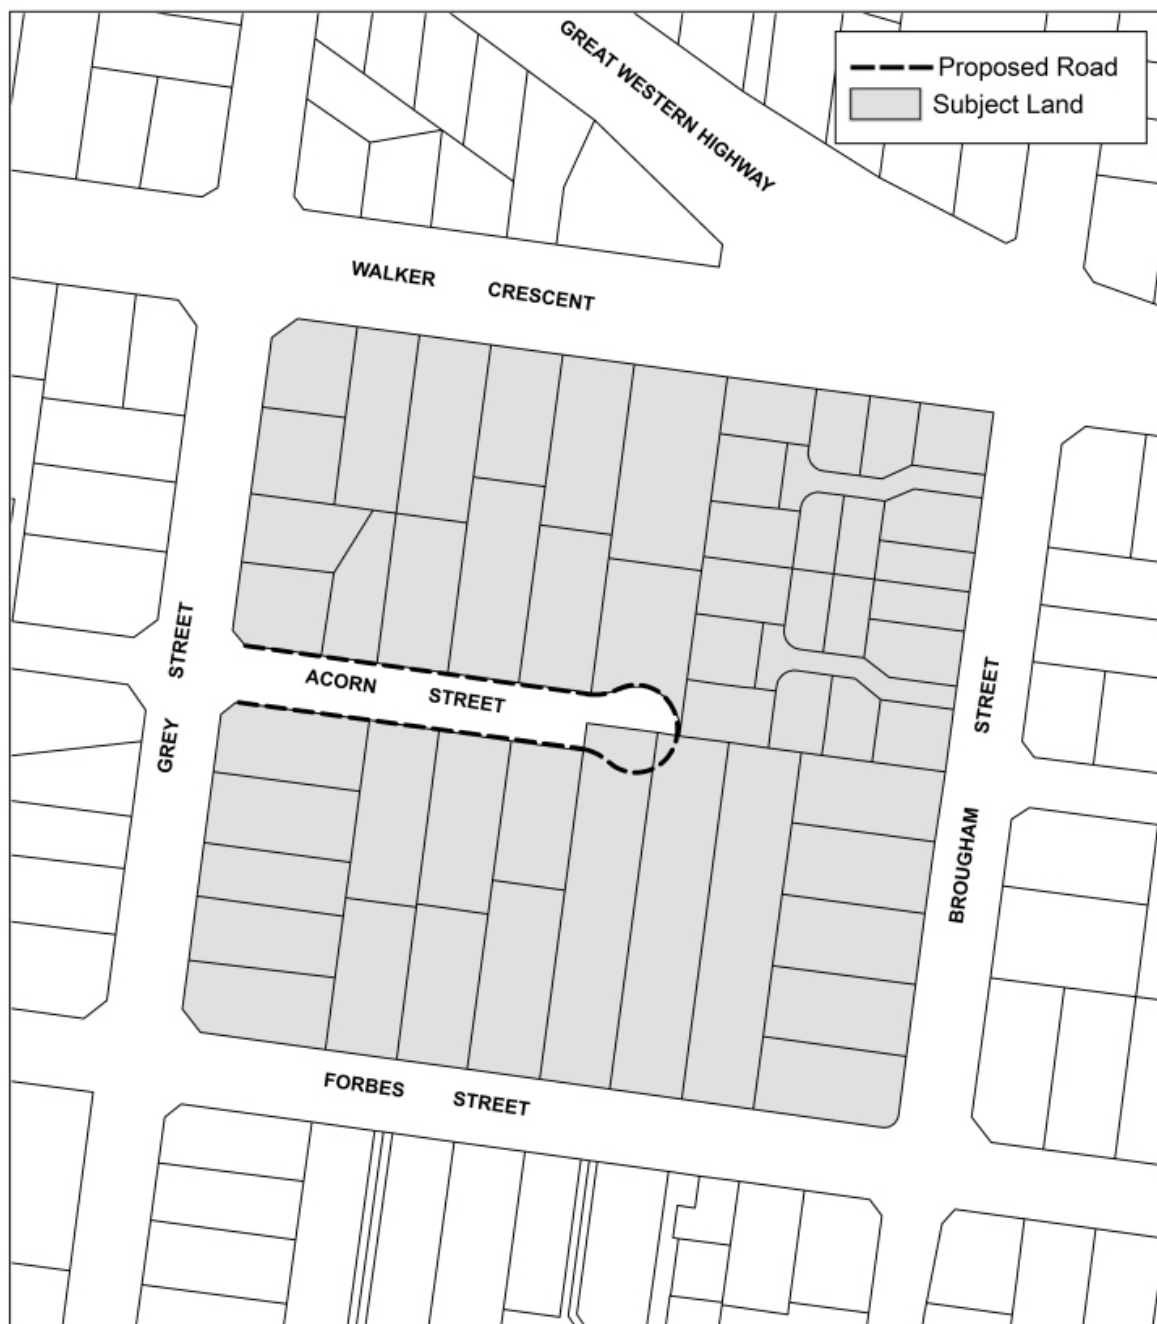 GREAT WESTERN HIGHWAY
Proposed Road
Subject Land
WALKER CRESCENT
GREY STREET
ACORN STREET
BROUGHAM STREET
FORBES STREET